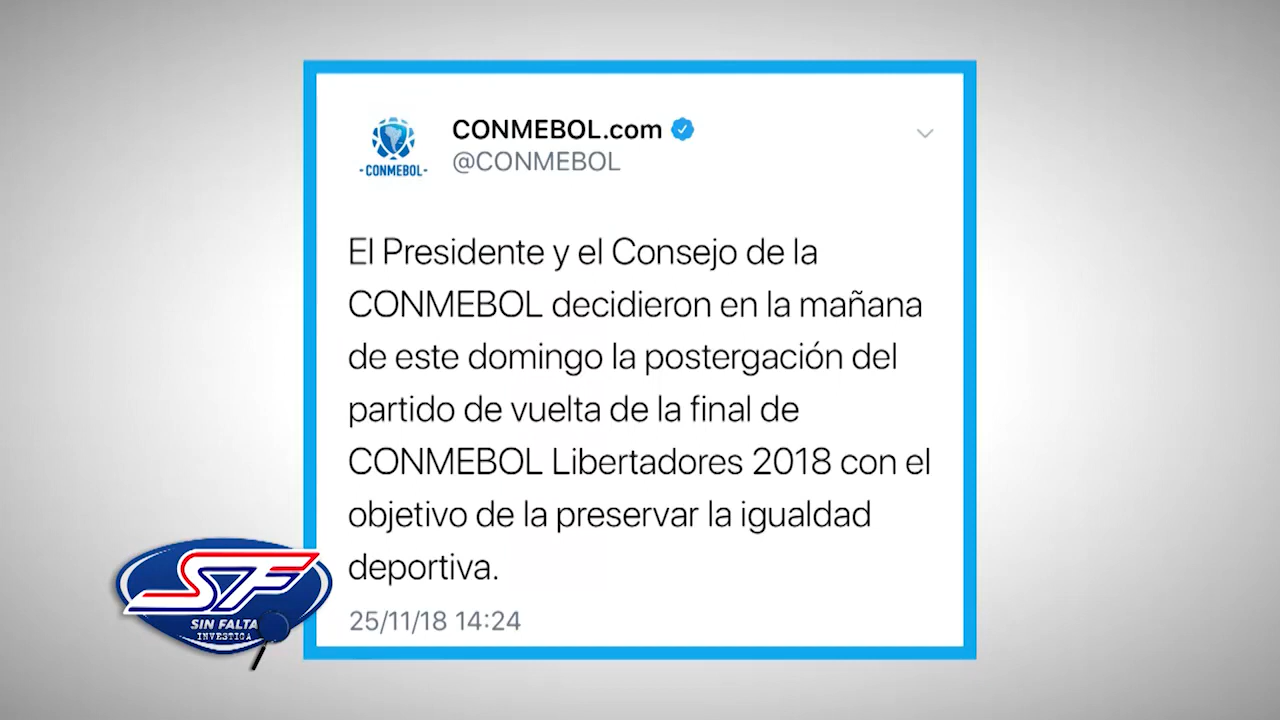 CONMEBOL.com
@CONMEBOL
-CONMEBOL-
El Presidente y el Consejo de la
CONMEBOL decidieron en la mañana
de este domingo la postergación del
partido de vuelta de la final de
CONMEBOL Libertadores 2018 con el
objetivo de la preservar la igualdad
deportiva.
25/11/18 14:24
SF
SIN FALTA
INVESTIGA